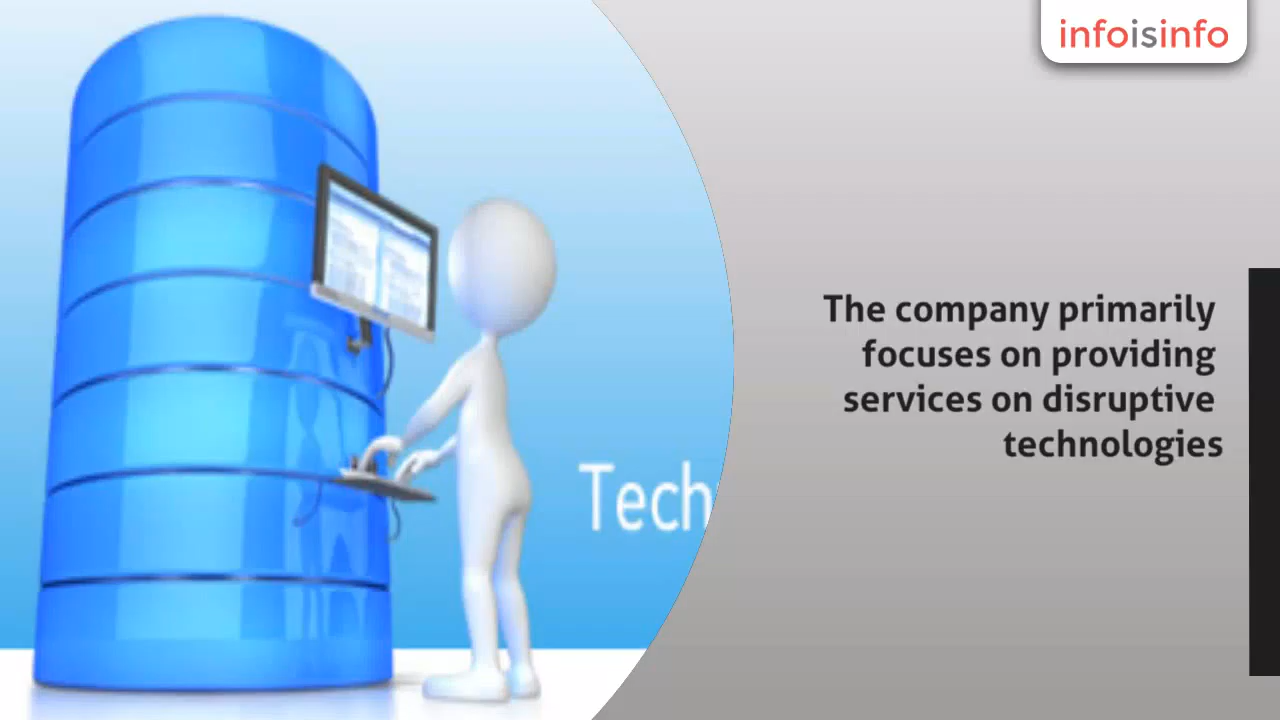 infoisinfo
The company primarily
focuses on providing
services on disruptive
technologies
Tech